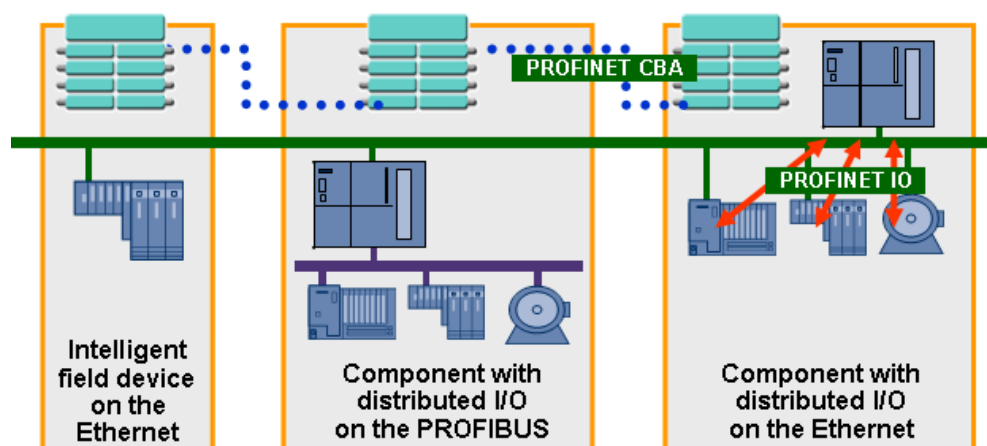 PROFINET CBA
PROFINET IO
Intelligent
field device
on the
Ethernet
Component with
distributed I/O
on the PROFIBUS
Component with
distributed I/O
on the Ethernet